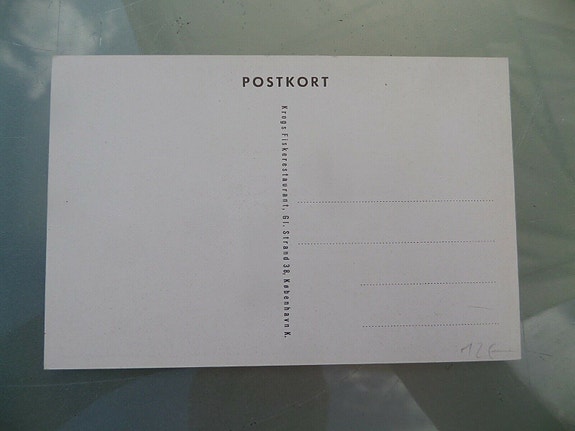 POSTKORT
Krogs Fiskerestaurant, Gl. Strand 38, København K.